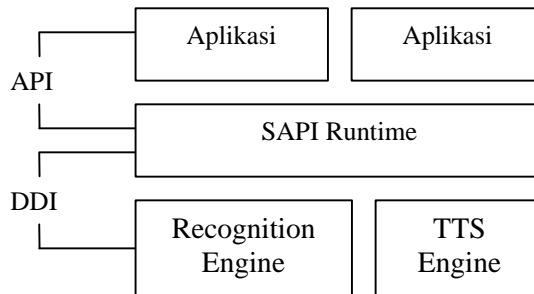 Aplikasi Aplikasi
API
SAPI Runtime
DDI
Recognition TTS
Engine Engine